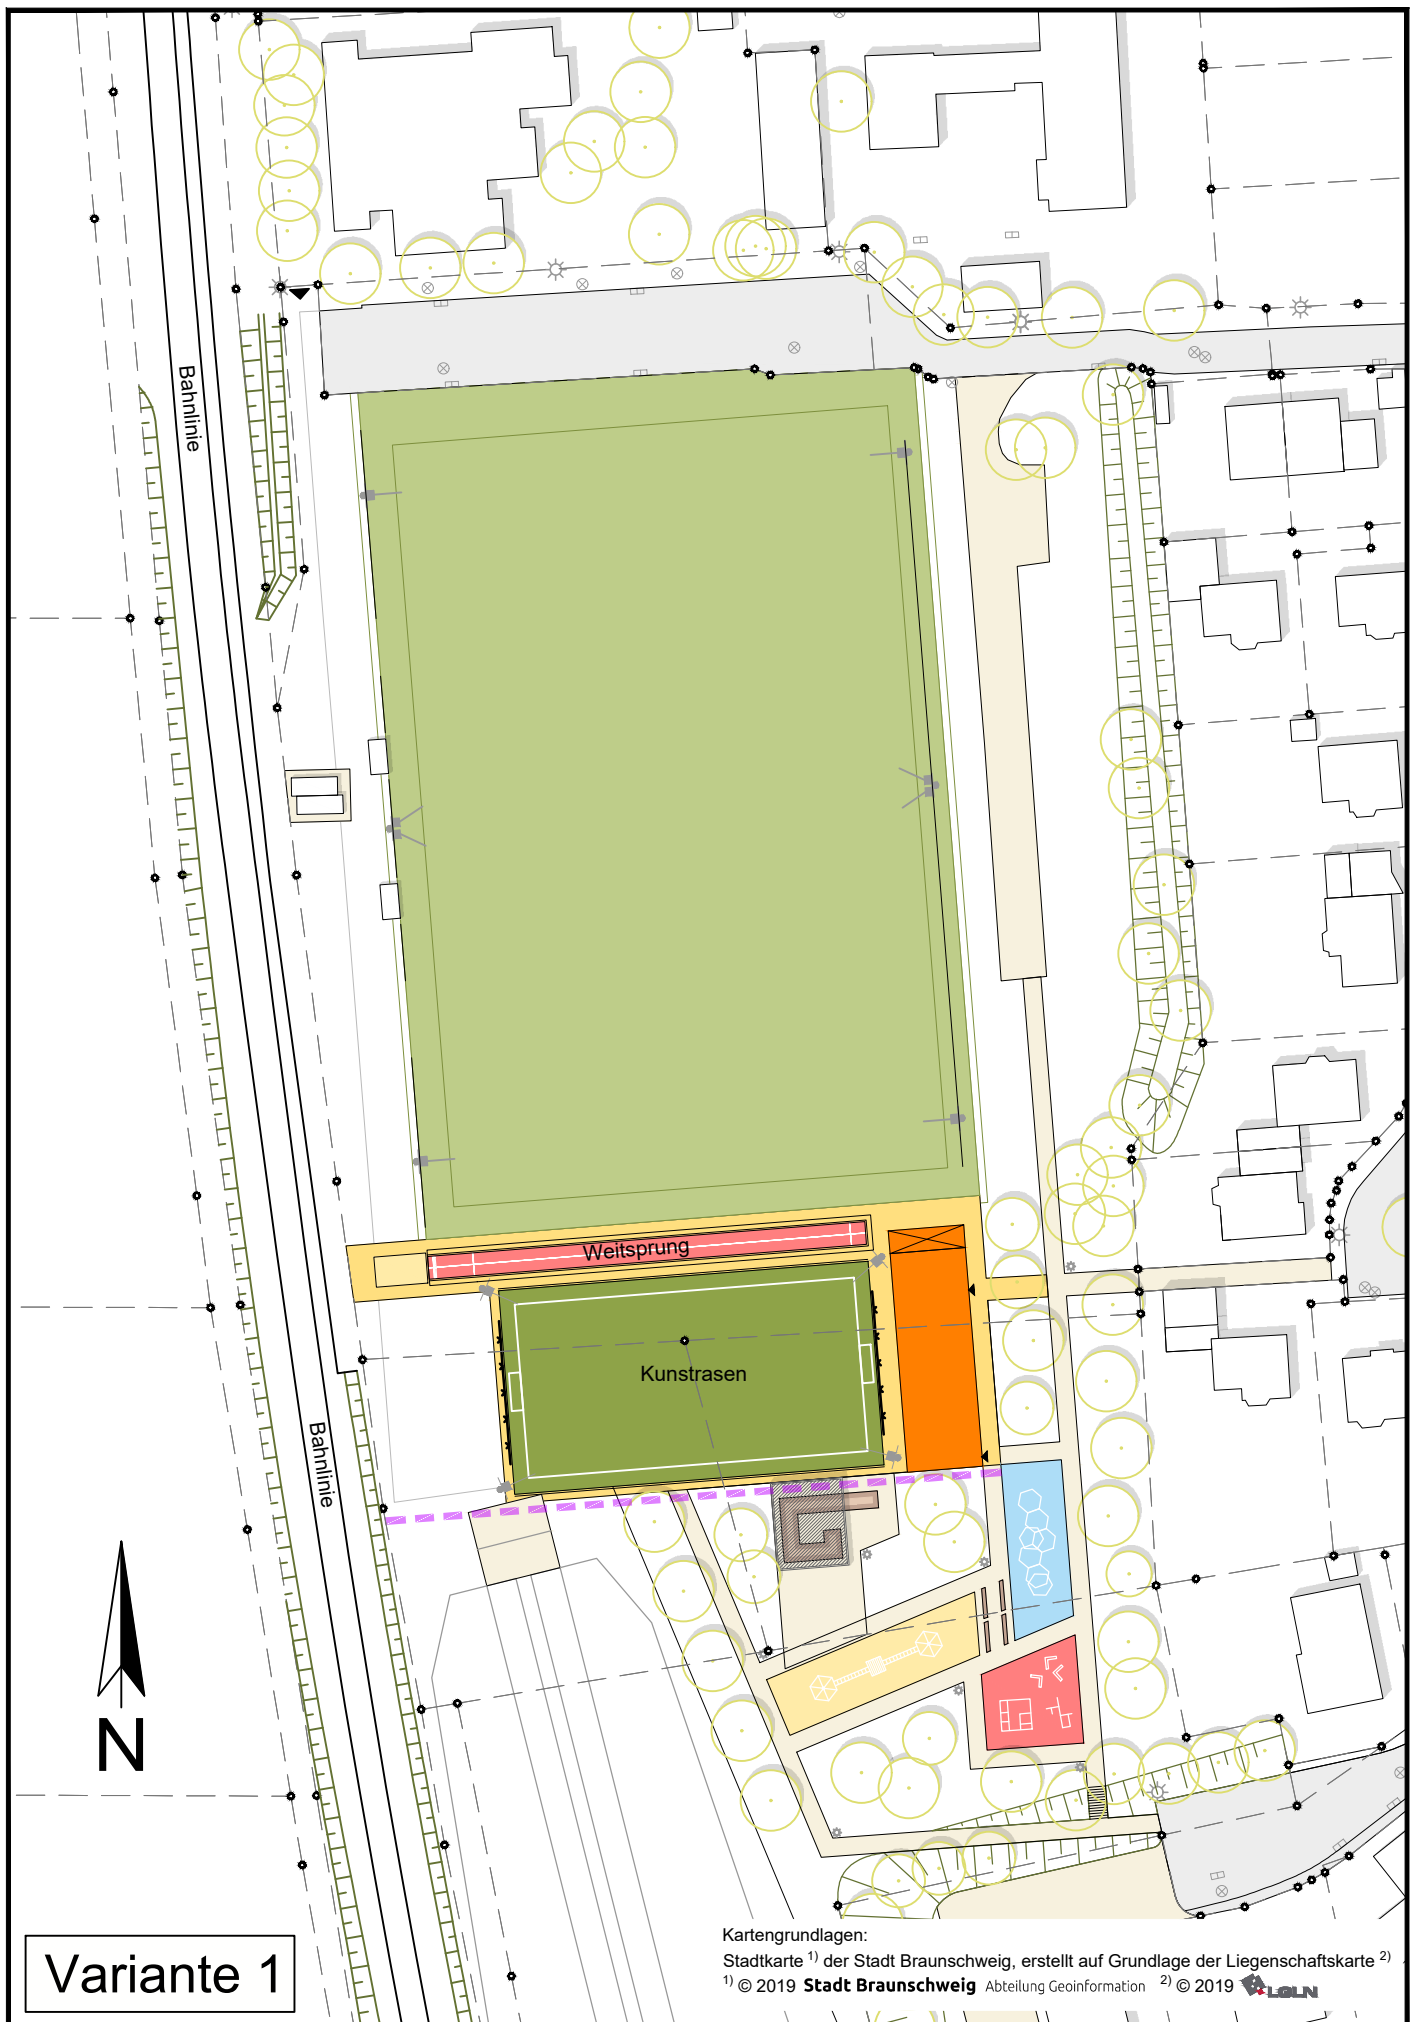 Bahnlinie
Weitsprung
Kunstrasen
Bahnlinie
N
Variante 1
Kartengrundlagen:
Stadtkarte 1) der Stadt Braunschweig, erstellt auf Grundlage der Liegenschaftskarte 2)
1) © 2019 Stadt Braunschweig Abteilung Geoinformation 2) © 2019 LGLN